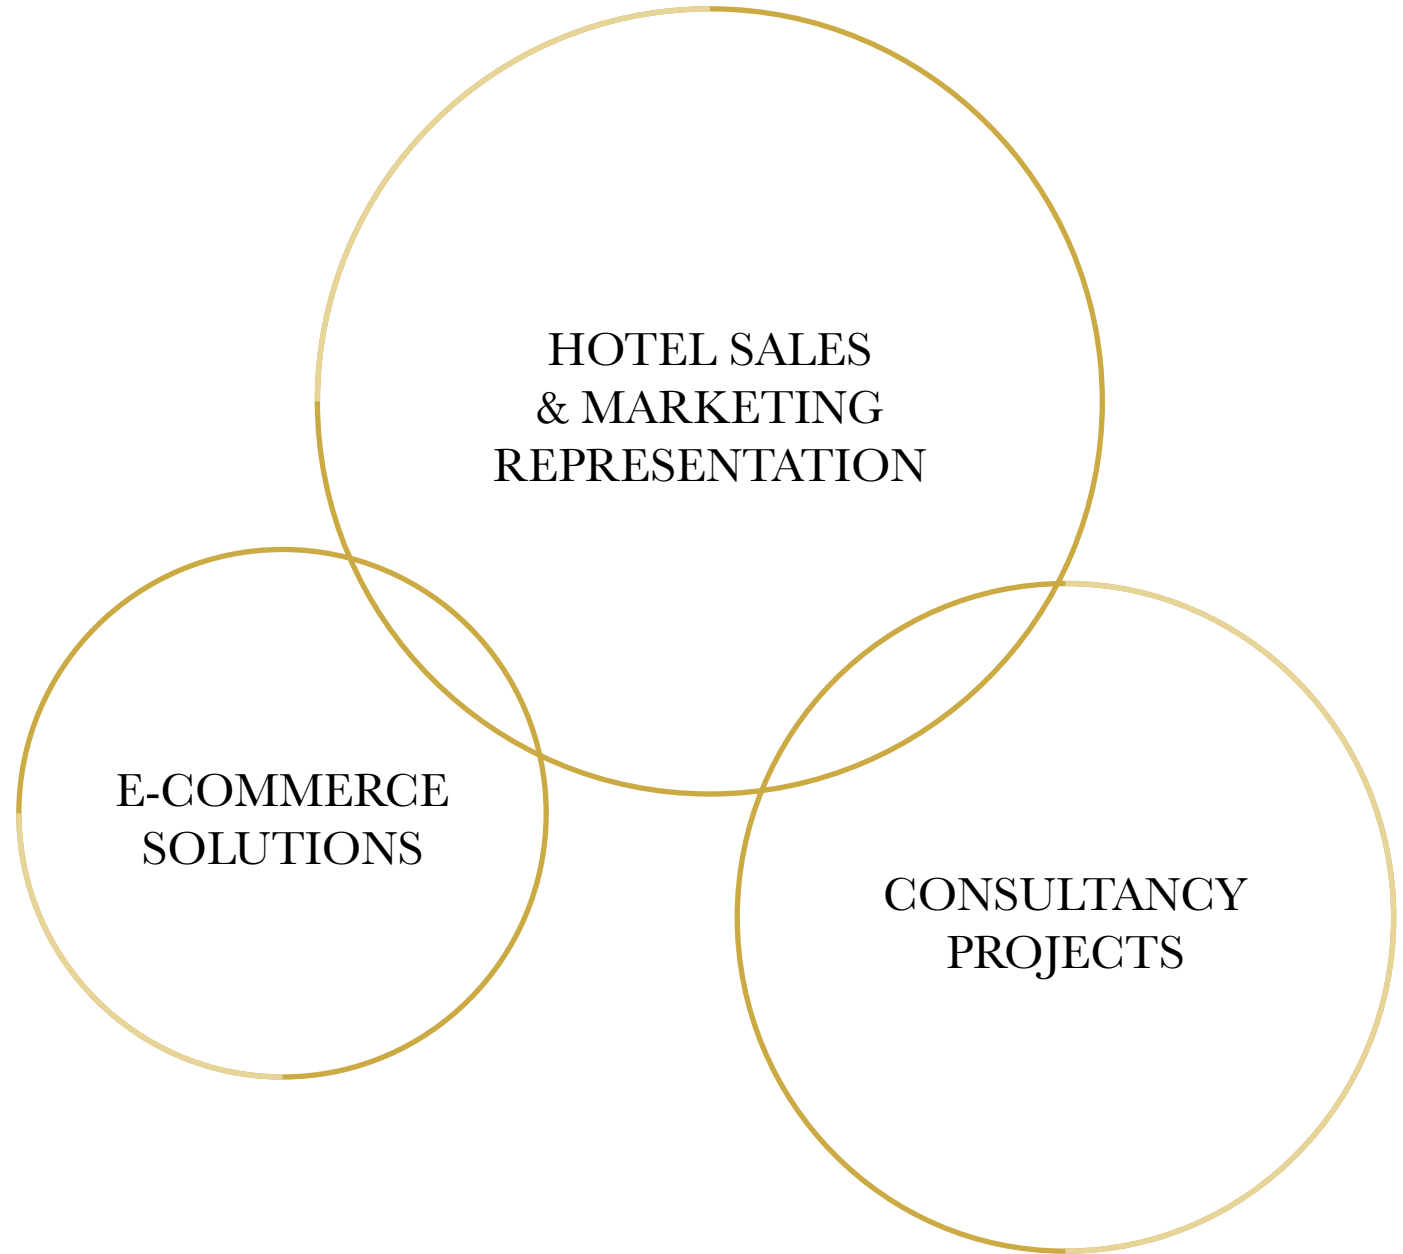 HOTEL SALES
& MARKETING
REPRESENTATION
E-COMMERCE
SOLUTIONS
CONSULTANCY
PROJECTS